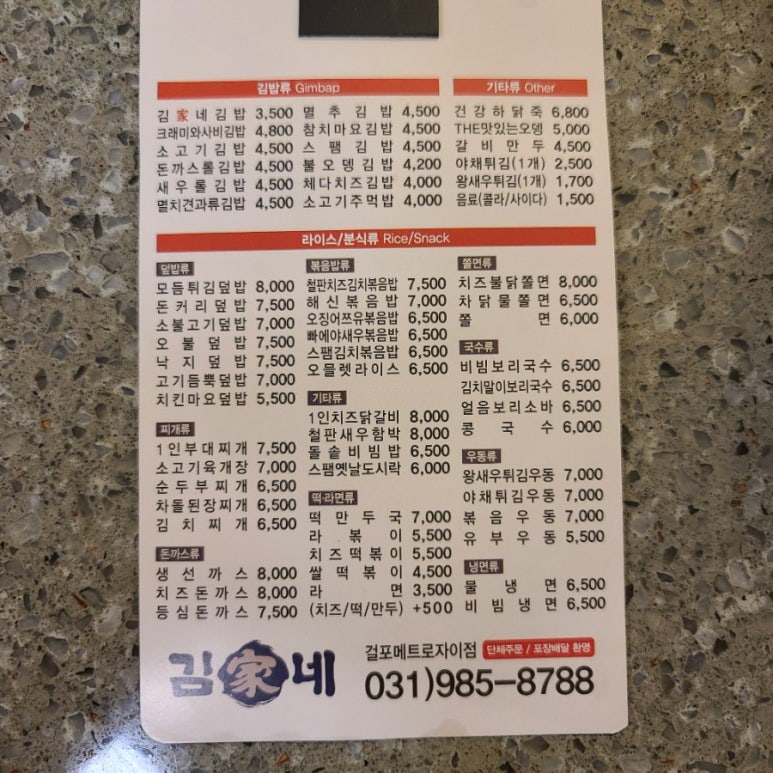 김밥류 Gimbap
김家네김밥 3,500
크래미와사비김밥 4,800
소고기김밥 4,500
돈까스롤김밥 4,500
새우롤김밥 4,500
멸치견과류김밥 4,500
멸추김밥 4,500
참치마요김밥 4,500
스팸김밥 4,500
불오뎅김밥 4,200
체다치즈김밥 4,000
소고기주먹밥 4,000
기타류 Other
건강하닭죽 6,800
THE맛있는오뎅 5,000
갈비만두 4,500
야채튀김(1개) 2,500
왕새우튀김(1개) 1,700
음료(콜라/사이다) 1,500
라이스/분식류 Rice/Snack
덮밥류
모듬튀김덮밥 8,000
돈커리덮밥 7,500
소불고기덮밥 7,000
오불덮밥 7,500
낙지덮밥 7,500
고기듬뿍덮밥 7,000
치킨마요덮밥 5,500
찌개류
1인부대찌개 7,500
소고기육개장 7,000
순두부찌개 6,500
차돌된장찌개 6,500
김치찌개 6,500
돈까스류
생선까스 8,000
치즈돈까스 8,000
등심돈까스 7,500
볶음밥류
철판치즈김치볶음밥 7,500
해신볶음밥 7,000
오징어쯔유볶음밥 6,500
빠에야새우볶음밥 6,500
스팸김치볶음밥 6,500
오믈렛라이스 6,500
기타류
1인치즈닭갈비 8,000
철판새우함박 8,000
돌솥비빔밥 6,500
스팸옛날도시락 6,000
떡·라면류
떡만두국 7,000
라볶이 5,500
치즈떡볶이 5,500
쌀떡볶이 4,500
라면 3,500
(치즈/떡/만두) +500
쫄면류
치즈불닭쫄면 8,000
차닭물쫄면 6,500
쫄면 6,000
국수류
비빔보리국수 6,500
김치말이보리국수 6,500
얼음보리소바 6,500
콩국수 6,000
우동류
왕새우튀김우동 7,000
야채튀김우동 7,000
볶음우동 7,000
유부우동 5,500
냉면류
물냉면 6,500
비빔냉면 6,500
김家네
걸포메트로자이점 단체주문 / 포장배달 환영
031)985-8788